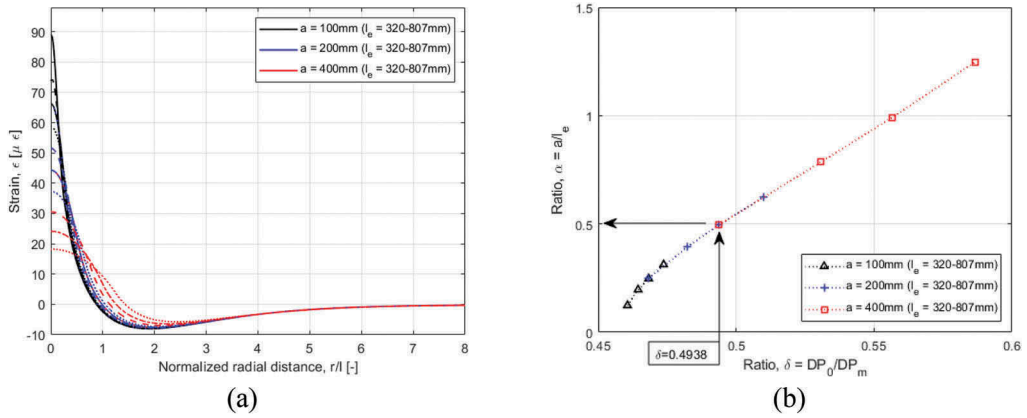 90
80
70
60
50
40
30
20
10
0
-10
Strain, ε [μ ε]
0 1 2 3 4 5 6 7 8
Normalized radial distance, r/l [-]
a = 100mm (l_e = 320-807mm)
a = 200mm (l_e = 320-807mm)
a = 400mm (l_e = 320-807mm)
(a)
1.5
1
0.5
0
Ratio, α = a/l_e
0.45 0.5 0.55 0.6
Ratio, δ = DP_0/DP_m
δ=0.4938
a = 100mm (l_e = 320-807mm)
a = 200mm (l_e = 320-807mm)
a = 400mm (l_e = 320-807mm)
(b)